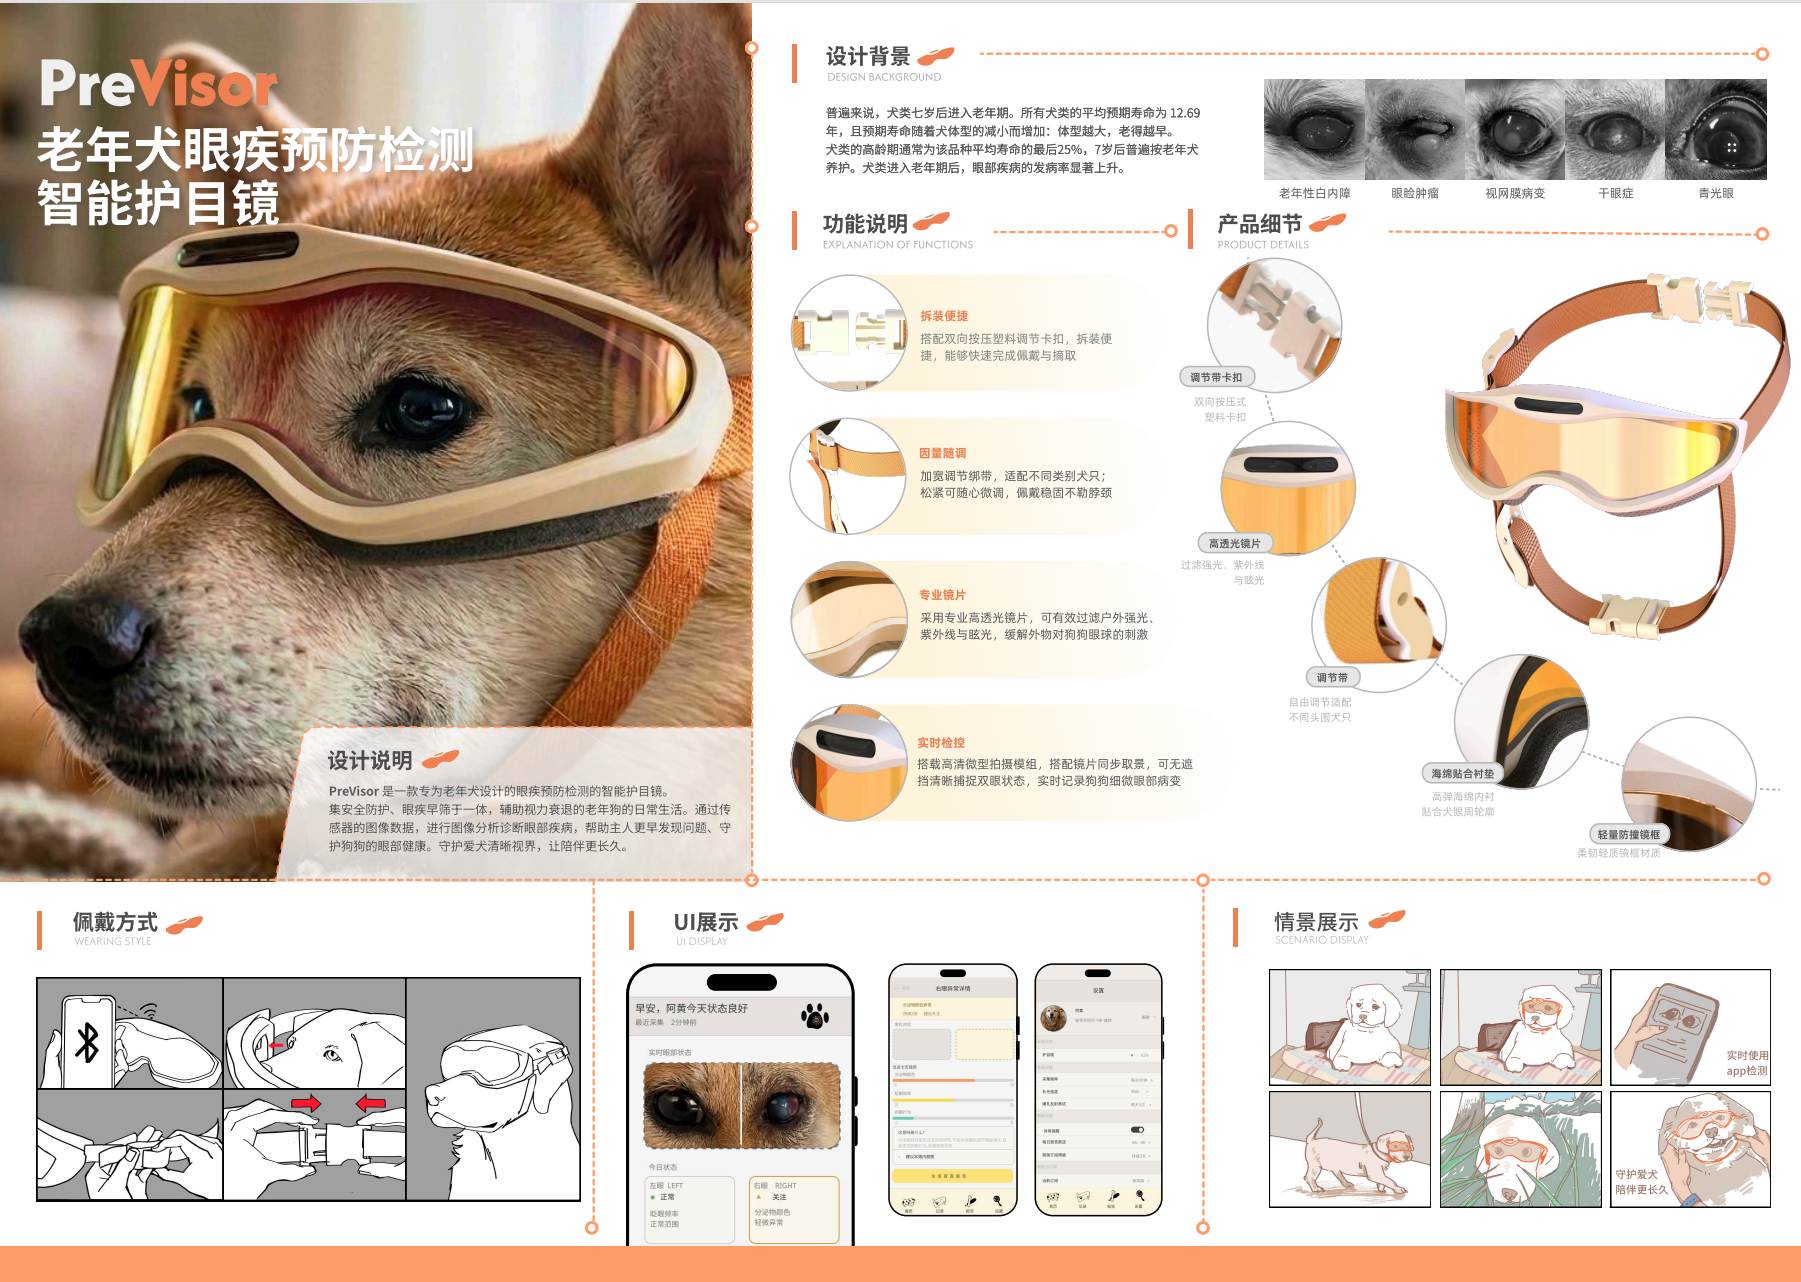 PreVisor
老年犬眼疾预防检测
智能护目镜
设计说明
PreVisor 是一款专为老年犬设计的眼疾预防检测的智能护目镜。
集安全防护、眼疾早筛于一体，辅助视力衰退的老年狗的日常生活。通过传
感器的图像数据，进行图像分析诊断眼部疾病，帮助主人更早发现问题、守
护狗狗的眼部健康。守护爱犬清晰视界，让陪伴更长久。
设计背景
DESIGN BACKGROUND
普遍来说，犬类七岁后进入老年期。所有犬类的平均预期寿命为 12.69
年，且预期寿命随着犬体型的减小而增加：体型越大，老得越早。
犬类的高龄期通常为该品种平均寿命的最后25%，7岁后普遍按老年犬
养护。犬类进入老年期后，眼部疾病的发病率显著上升。
老年性白内障
眼睑肿瘤
视网膜病变
干眼症
青光眼
功能说明
EXPLANATION OF FUNCTIONS
拆装便捷
搭配双向按压塑料调节卡扣，拆装便
捷，能够快速完成佩戴与摘取
因量随调
加宽调节绑带，适配不同类别犬只；
松紧可随心微调，佩戴稳固不勒脖颈
专业镜片
采用专业高透光镜片，可有效过滤户外强光、
紫外线与眩光，缓解外物对狗狗眼球的刺激
实时检控
搭载高清微型拍摄模组，搭配镜片同步取景，可无遮
挡清晰捕捉双眼状态，实时记录狗狗细微眼部病变
产品细节
PRODUCT DETAILS
调节带卡扣
双向按压式
塑料卡扣
高透光镜片
过滤强光、紫外线
与眩光
调节带
自由调节适配
不同头围犬只
海绵贴合衬垫
高弹海绵内衬
贴合犬眼周轮廓
轻量防撞镜框
柔韧轻质镜框材质
佩戴方式
WEARING STYLE
UI展示
UI DISPLAY
早安，阿黄今天状态良好
最近采集 2分钟前
实时眼部状态
今日状态
左眼 LEFT
正常
眨眼频率
正常范围
右眼 RIGHT
关注
分泌物颜色
轻微异常
右眼异常详情
设置
情景展示
SCENARIO DISPLAY
实时使用
app检测
守护爱犬
陪伴更长久